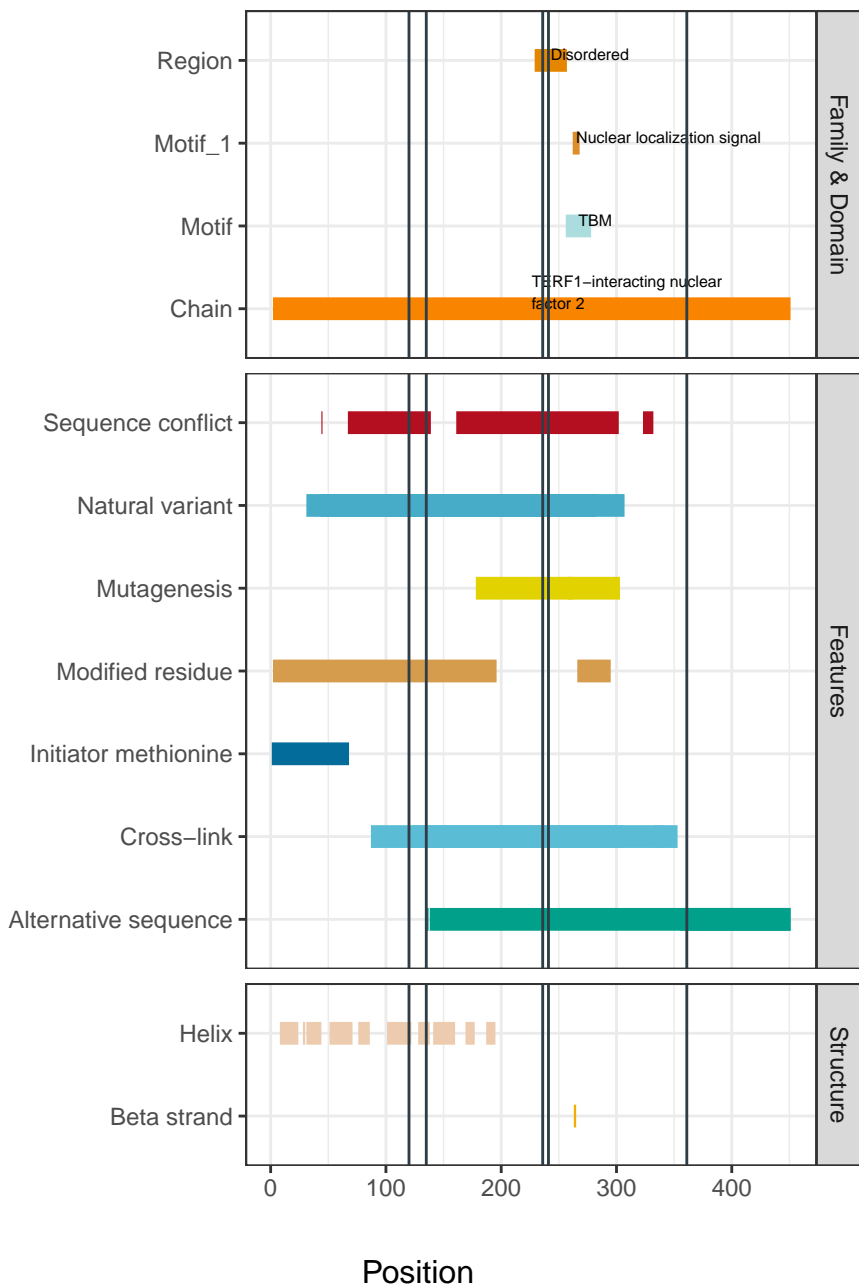 Region
Disordered
Motif_1
Nuclear localization signal
Motif
TBM
Chain
TERF1−interacting nuclear
factor 2
Family & Domain
Sequence conflict
Natural variant
Mutagenesis
Modified residue
Initiator methionine
Cross−link
Alternative sequence
Features
Helix
Beta strand
Structure
0 100 200 300 400
Position